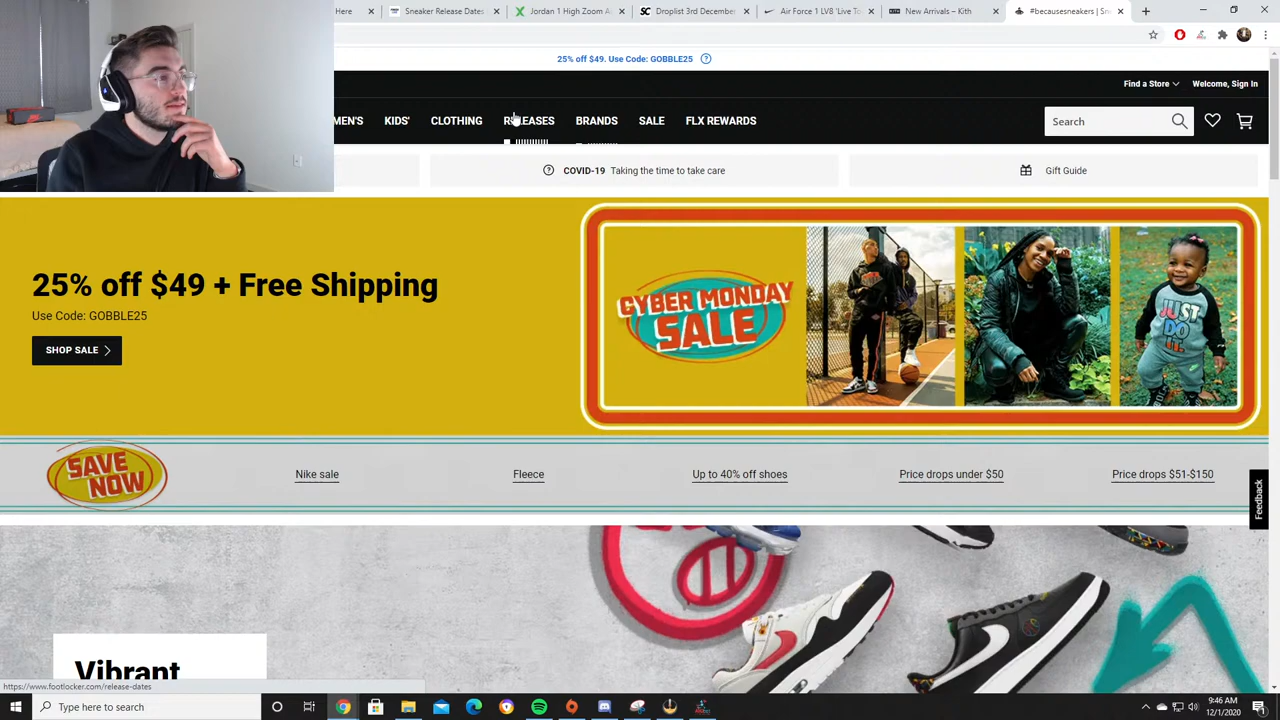 Here
Sneaker Release Dates
Jordan 1 High Zoom A
SC
Droplist 3rd December
Air Force 1 LV8 'Live To
New Arrivals – Kith
#becausesneakers | Sn
25% off $49. Use Code: GOBBLE25
Find a Store
Welcome, Sign In
MEN'S
KIDS'
CLOTHING
RELEASES
BRANDS
SALE
FLX REWARDS
Search
COVID-19 Taking the time to take care
Gift Guide
25% off $49 + Free Shipping
Use Code: GOBBLE25
SHOP SALE
CYBER MONDAY
SALE
JUST
DO
IT.
SAVE
NOW
Nike sale
Fleece
Up to 40% off shoes
Price drops under $50
Price drops $51-$150
Feedback
Vibrant
https://www.footlocker.com/release-dates
Type here to search
9:46 AM
12/1/2020